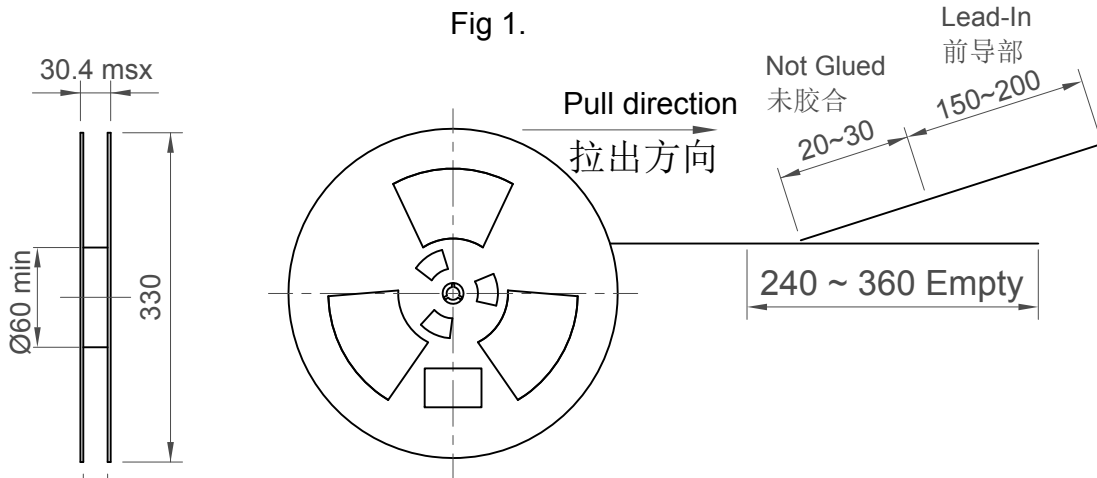 Fig 1.
30.4 msx
Ø60 min
330
Pull direction
拉出方向
Not Glued
未胶合
20~30
Lead-In
前导部
150~200
240 ~ 360 Empty